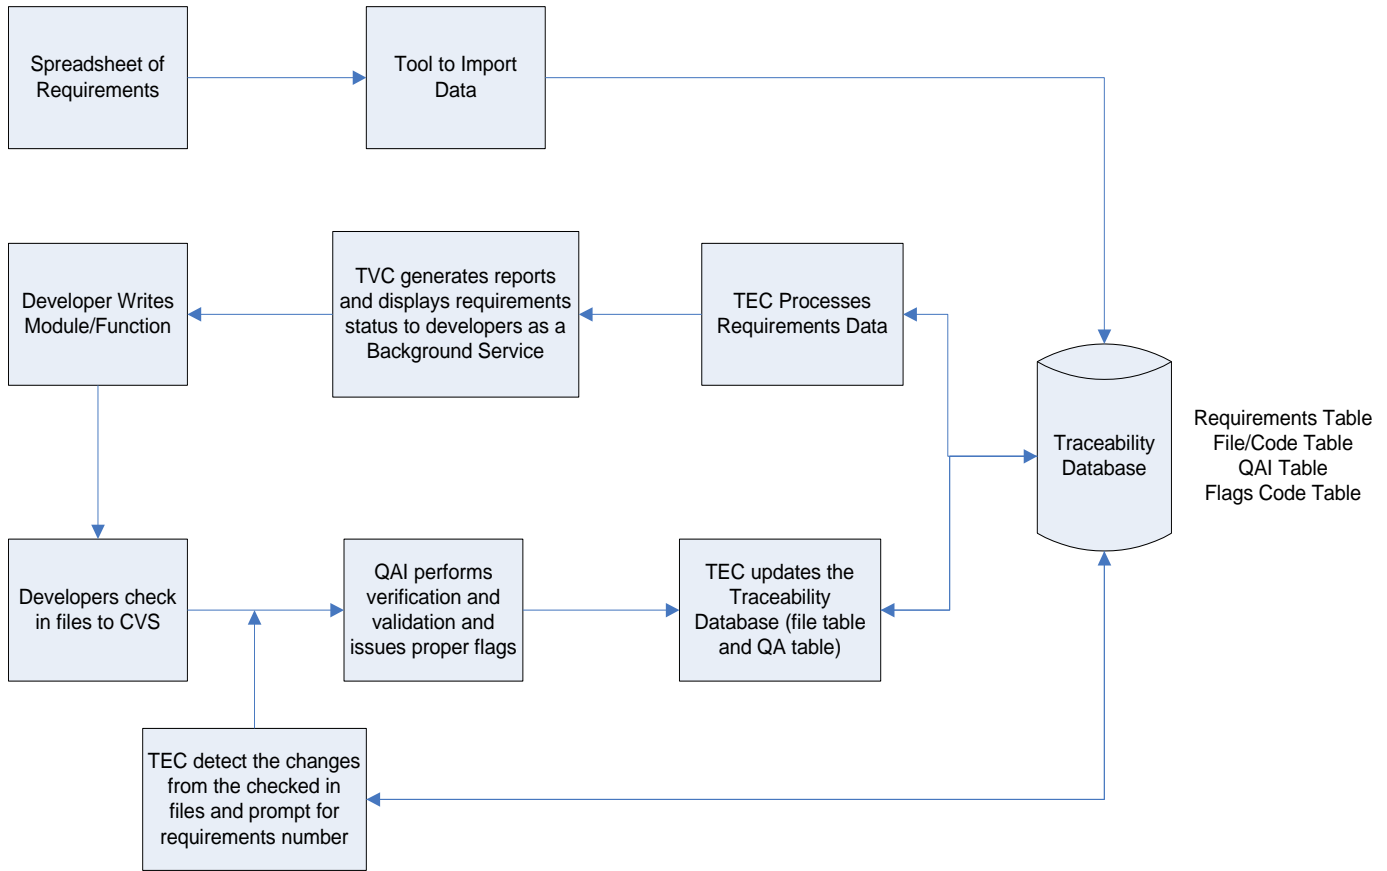 Spreadsheet of
Requirements
Tool to Import
Data
Developer Writes
Module/Function
TVC generates reports
and displays requirements
status to developers as a
Background Service
TEC Processes
Requirements Data
Traceability
Database
Requirements Table
File/Code Table
QAI Table
Flags Code Table
Developers check
in files to CVS
QAI performs
verification and
validation and
issues proper flags
TEC updates the
Traceability
Database (file table
and QA table)
TEC detect the changes
from the checked in
files and prompt for
requirements number